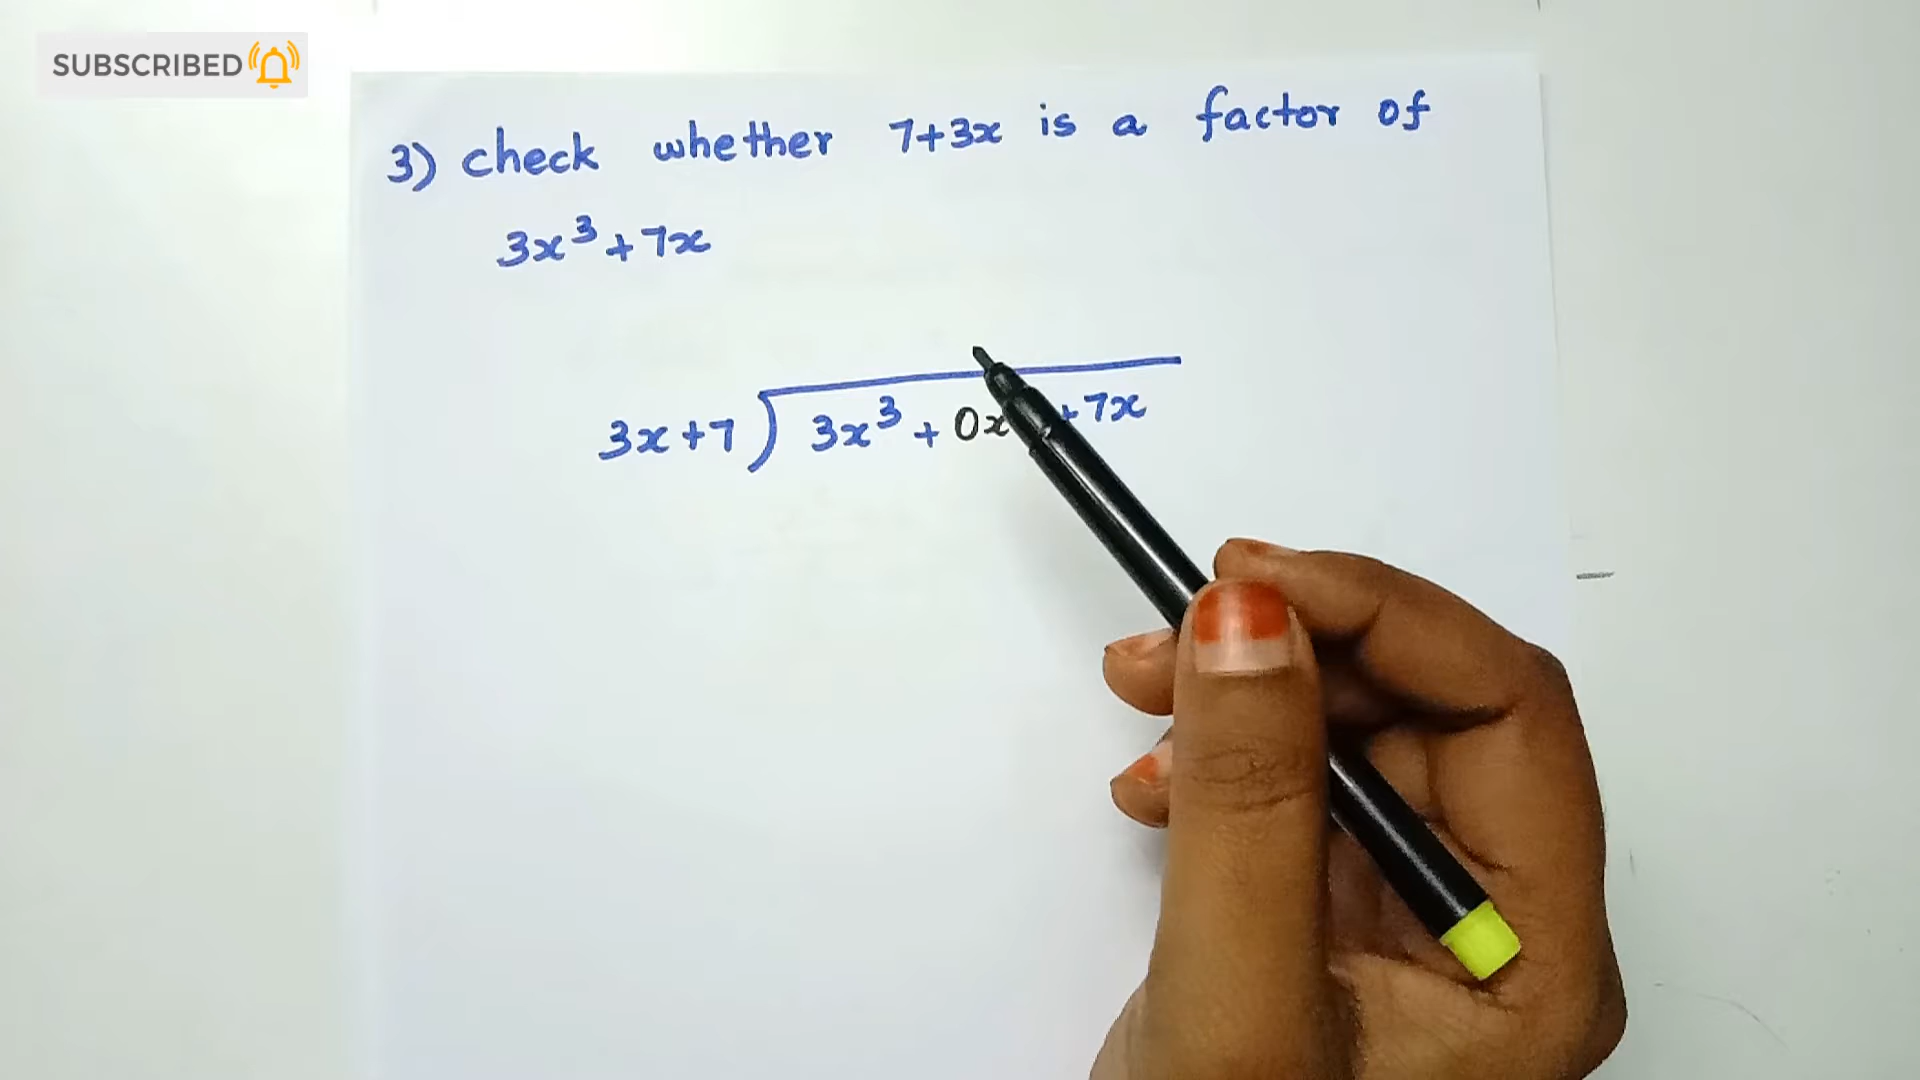 SUBSCRIBED
3) check whether 7+3x is a factor of
3x³+7x
3x+7 ) 3x³ + 0x +7x